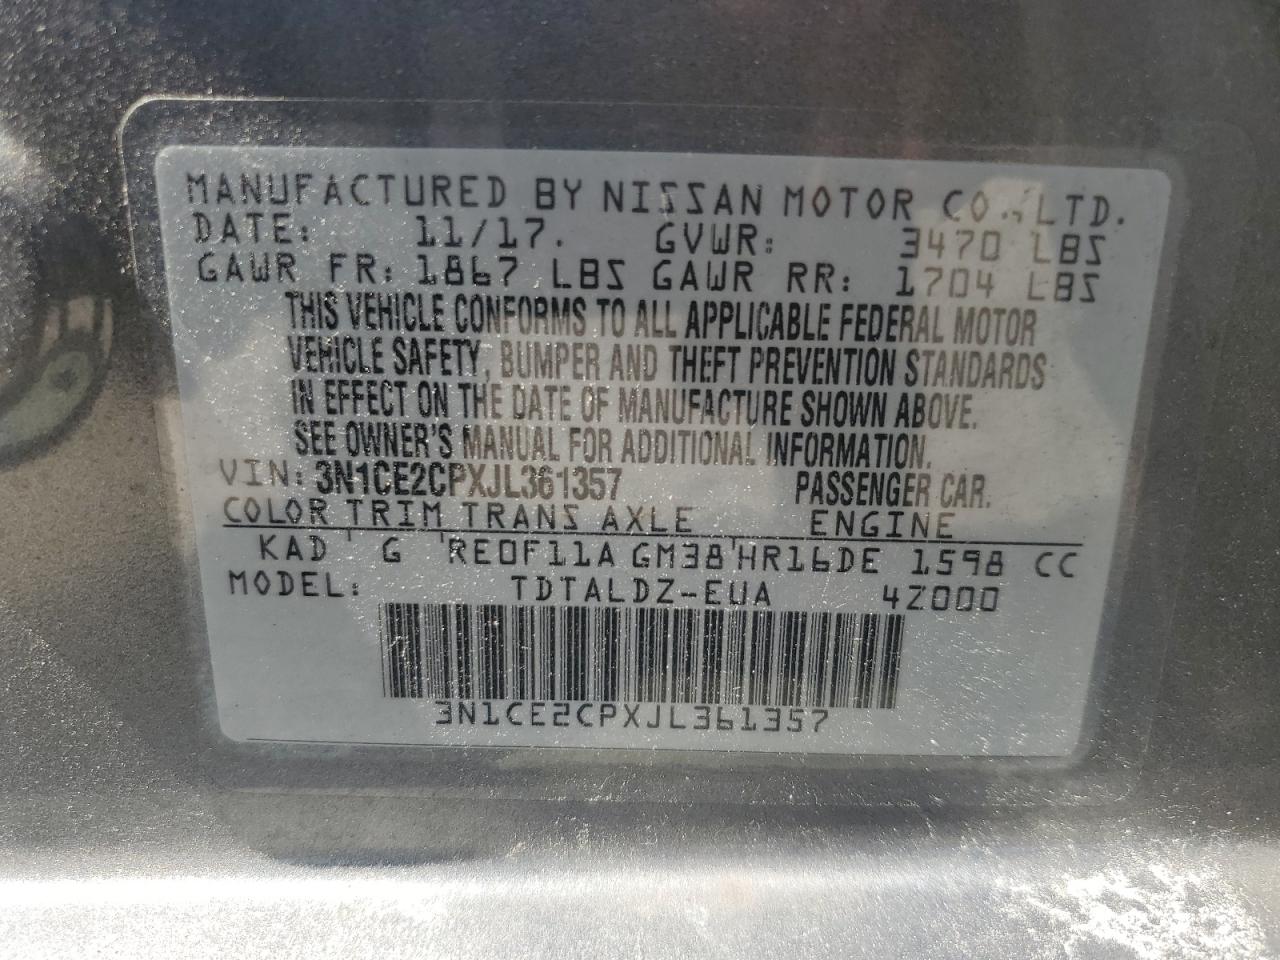 MANUFACTURED BY NISSAN MOTOR CO., LTD.
DATE: 11/17. GVWR: 3470 LBS
GAWR FR: 1867 LBS GAWR RR: 1704 LBS
THIS VEHICLE CONFORMS TO ALL APPLICABLE FEDERAL MOTOR
VEHICLE SAFETY, BUMPER AND THEFT PREVENTION STANDARDS
IN EFFECT ON THE DATE OF MANUFACTURE SHOWN ABOVE.
SEE OWNER'S MANUAL FOR ADDITIONAL INFORMATION.
VIN: 3N1CE2CPXJL361357 PASSENGER CAR.
COLOR TRIM TRANS AXLE ENGINE
KAD ' G 'RE0F11A GM38'HR16DE 1598 CC
MODEL: TDTALDZ-EUA 4Z000
3N1CE2CPXJL361357